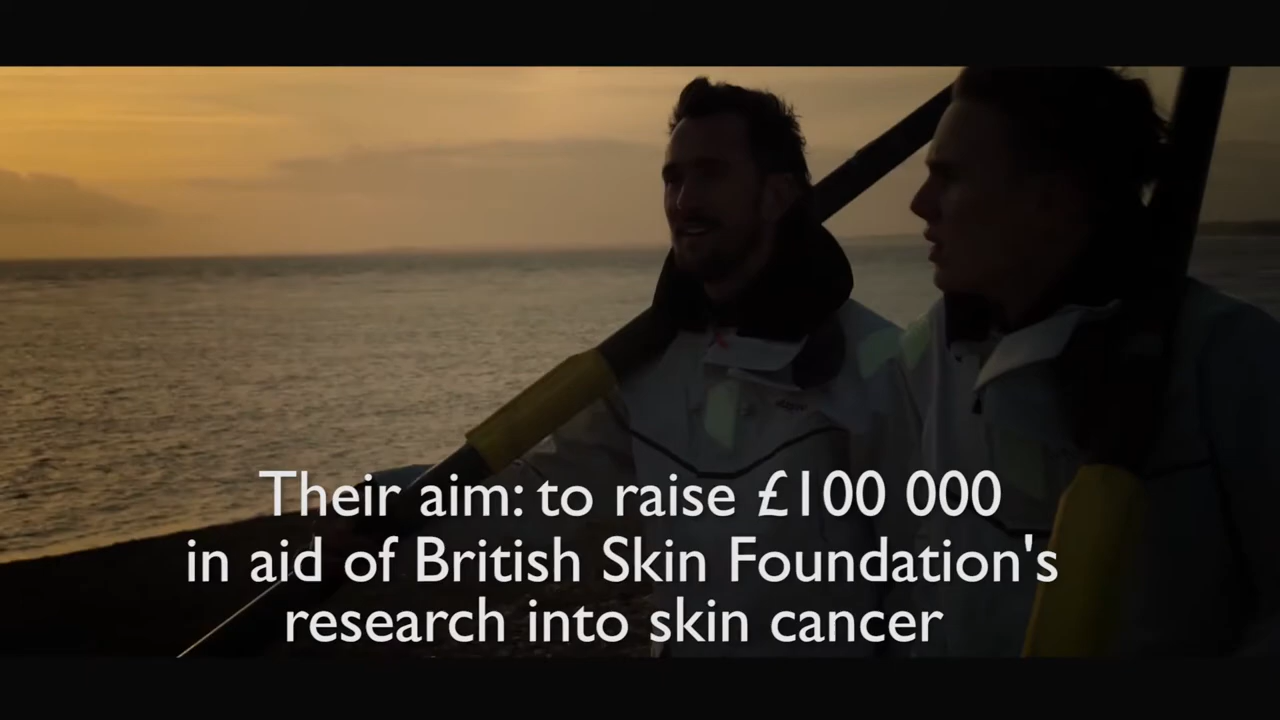 Their aim: to raise £100 000
in aid of British Skin Foundation's
research into skin cancer